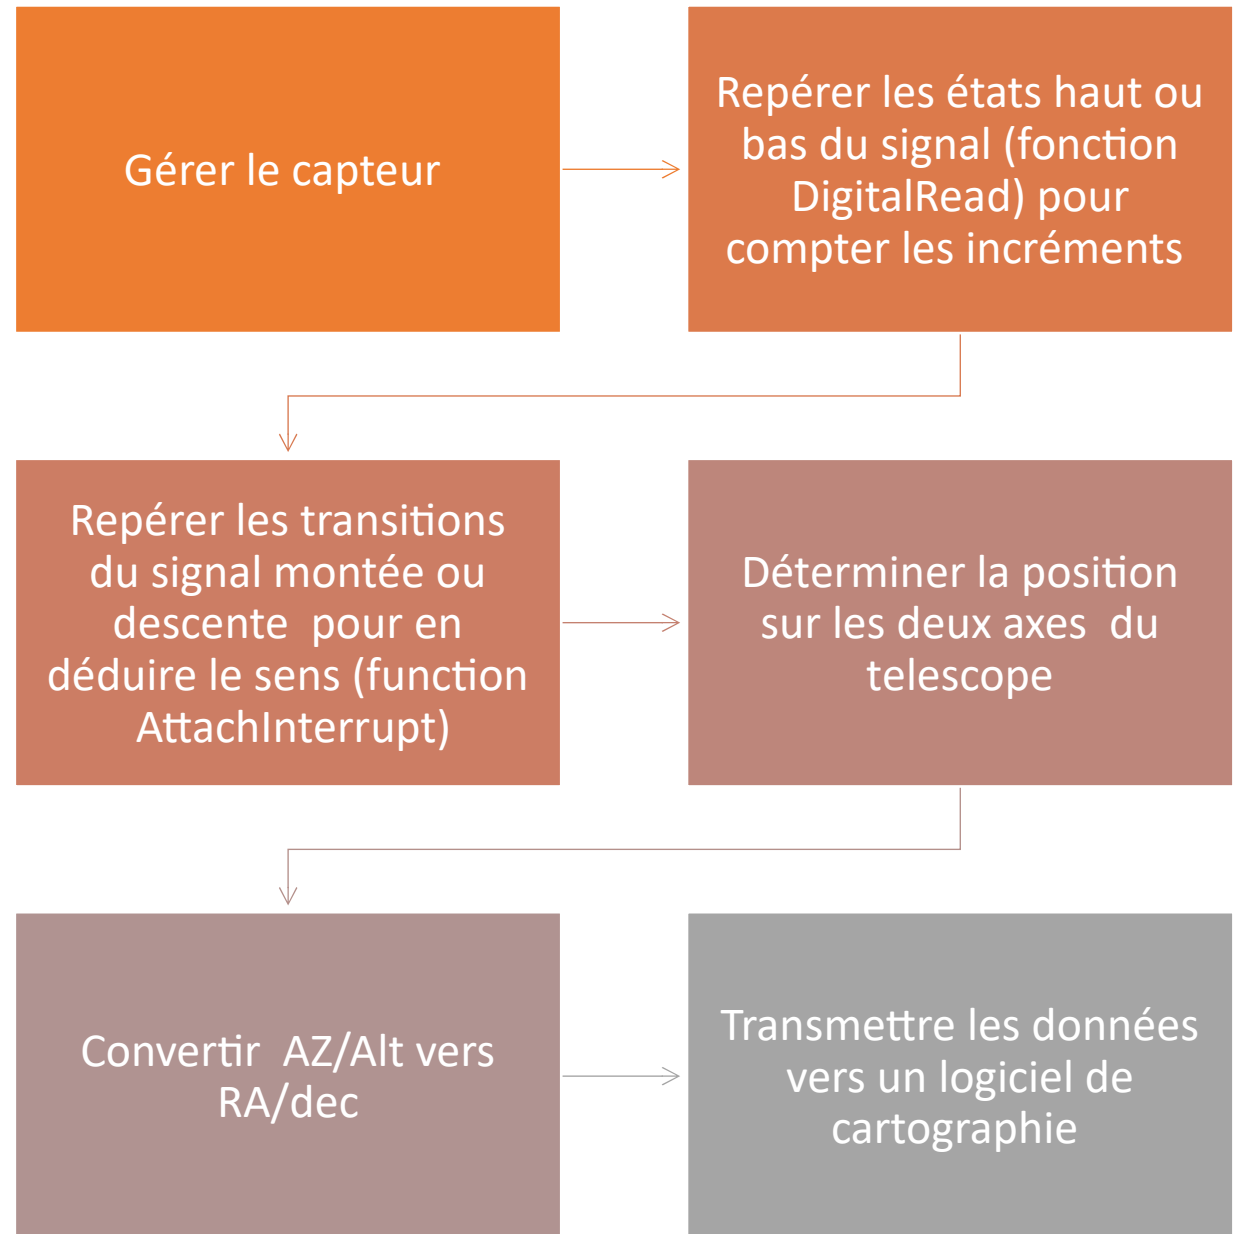 Gérer le capteur
Repérer les états haut ou
bas du signal (fonction
DigitalRead) pour
compter les incréments
Repérer les transitions
du signal montée ou
descente  pour en
déduire le sens (function
AttachInterrupt)
Déterminer la position
sur les deux axes  du
telescope
Convertir  AZ/Alt vers
RA/dec
Transmettre les données
vers un logiciel de
cartographie